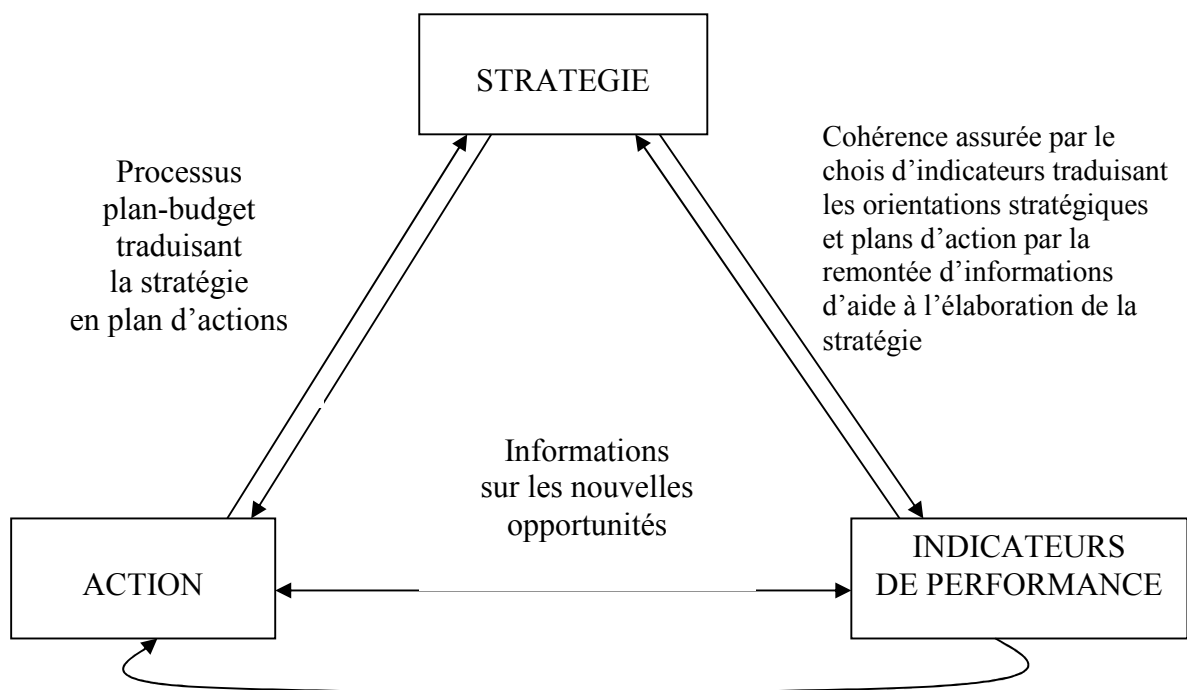 STRATEGIE
Processus
plan-budget
traduisant
la stratégie
en plan d’actions
Cohérence assurée par le
chois d’indicateurs traduisant
les orientations stratégiques
et plans d’action par la
remontée d’informations
d’aide à l’élaboration de la
stratégie
Informations
sur les nouvelles
opportunités
ACTION
INDICATEURS
DE PERFORMANCE